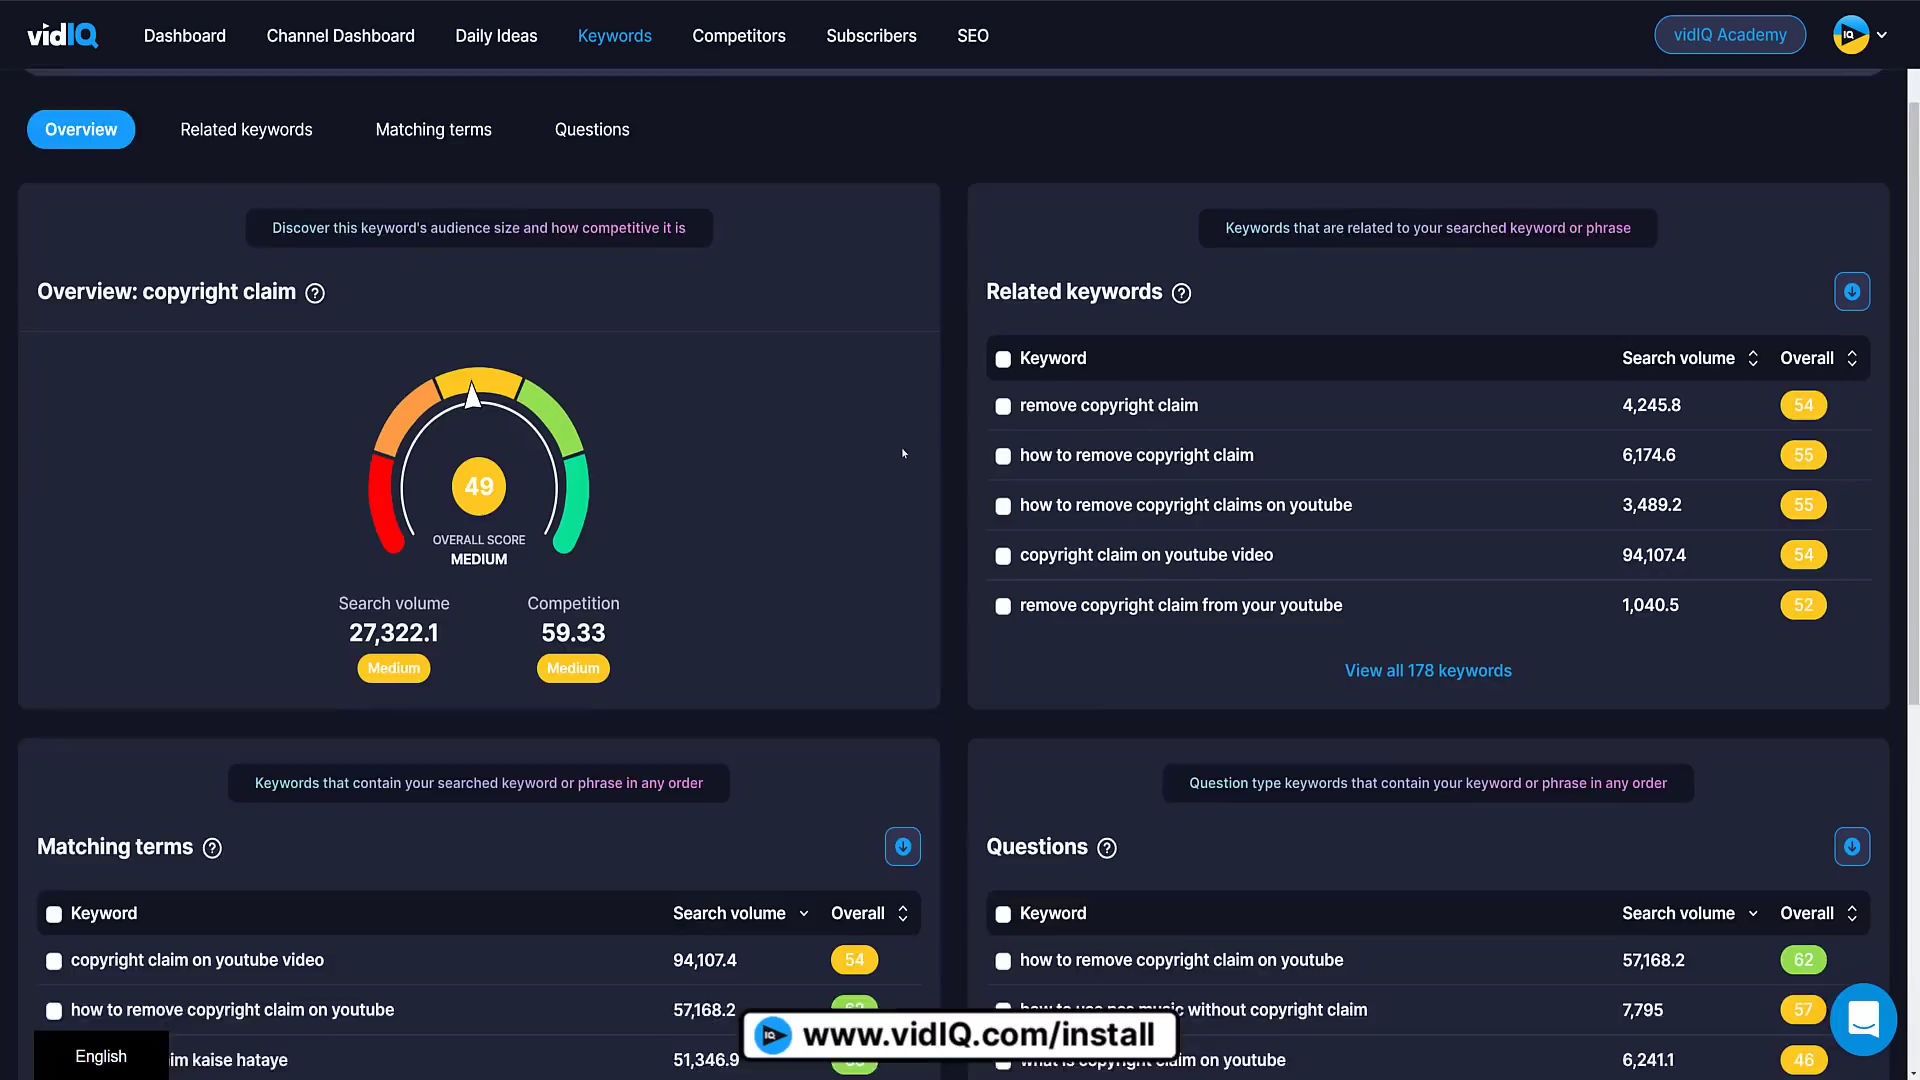 vidIQ
Dashboard
Channel Dashboard
Daily Ideas
Keywords
Competitors
Subscribers
SEO
vidIQ Academy
IQ
Overview
Related keywords
Matching terms
Questions
Discover this keyword's audience size and how competitive it is
Overview: copyright claim ?
49
OVERALL SCORE
MEDIUM
Search volume
27,322.1
Medium
Competition
59.33
Medium
Keywords that are related to your searched keyword or phrase
Related keywords ?
Keyword Search volume Overall
remove copyright claim 4,245.8 54
how to remove copyright claim 6,174.6 55
how to remove copyright claims on youtube 3,489.2 55
copyright claim on youtube video 94,107.4 54
remove copyright claim from your youtube 1,040.5 52
View all 178 keywords
Keywords that contain your searched keyword or phrase in any order
Matching terms ?
Keyword Search volume Overall
copyright claim on youtube video 94,107.4 54
how to remove copyright claim on youtube 57,168.2
im kaise hataye 51,346.9
Question type keywords that contain your keyword or phrase in any order
Questions ?
Keyword Search volume Overall
how to remove copyright claim on youtube 57,168.2 62
music without copyright claim 7,795 57
what is copyright claim on youtube 6,241.1 46
IQ www.vidIQ.com/install
English